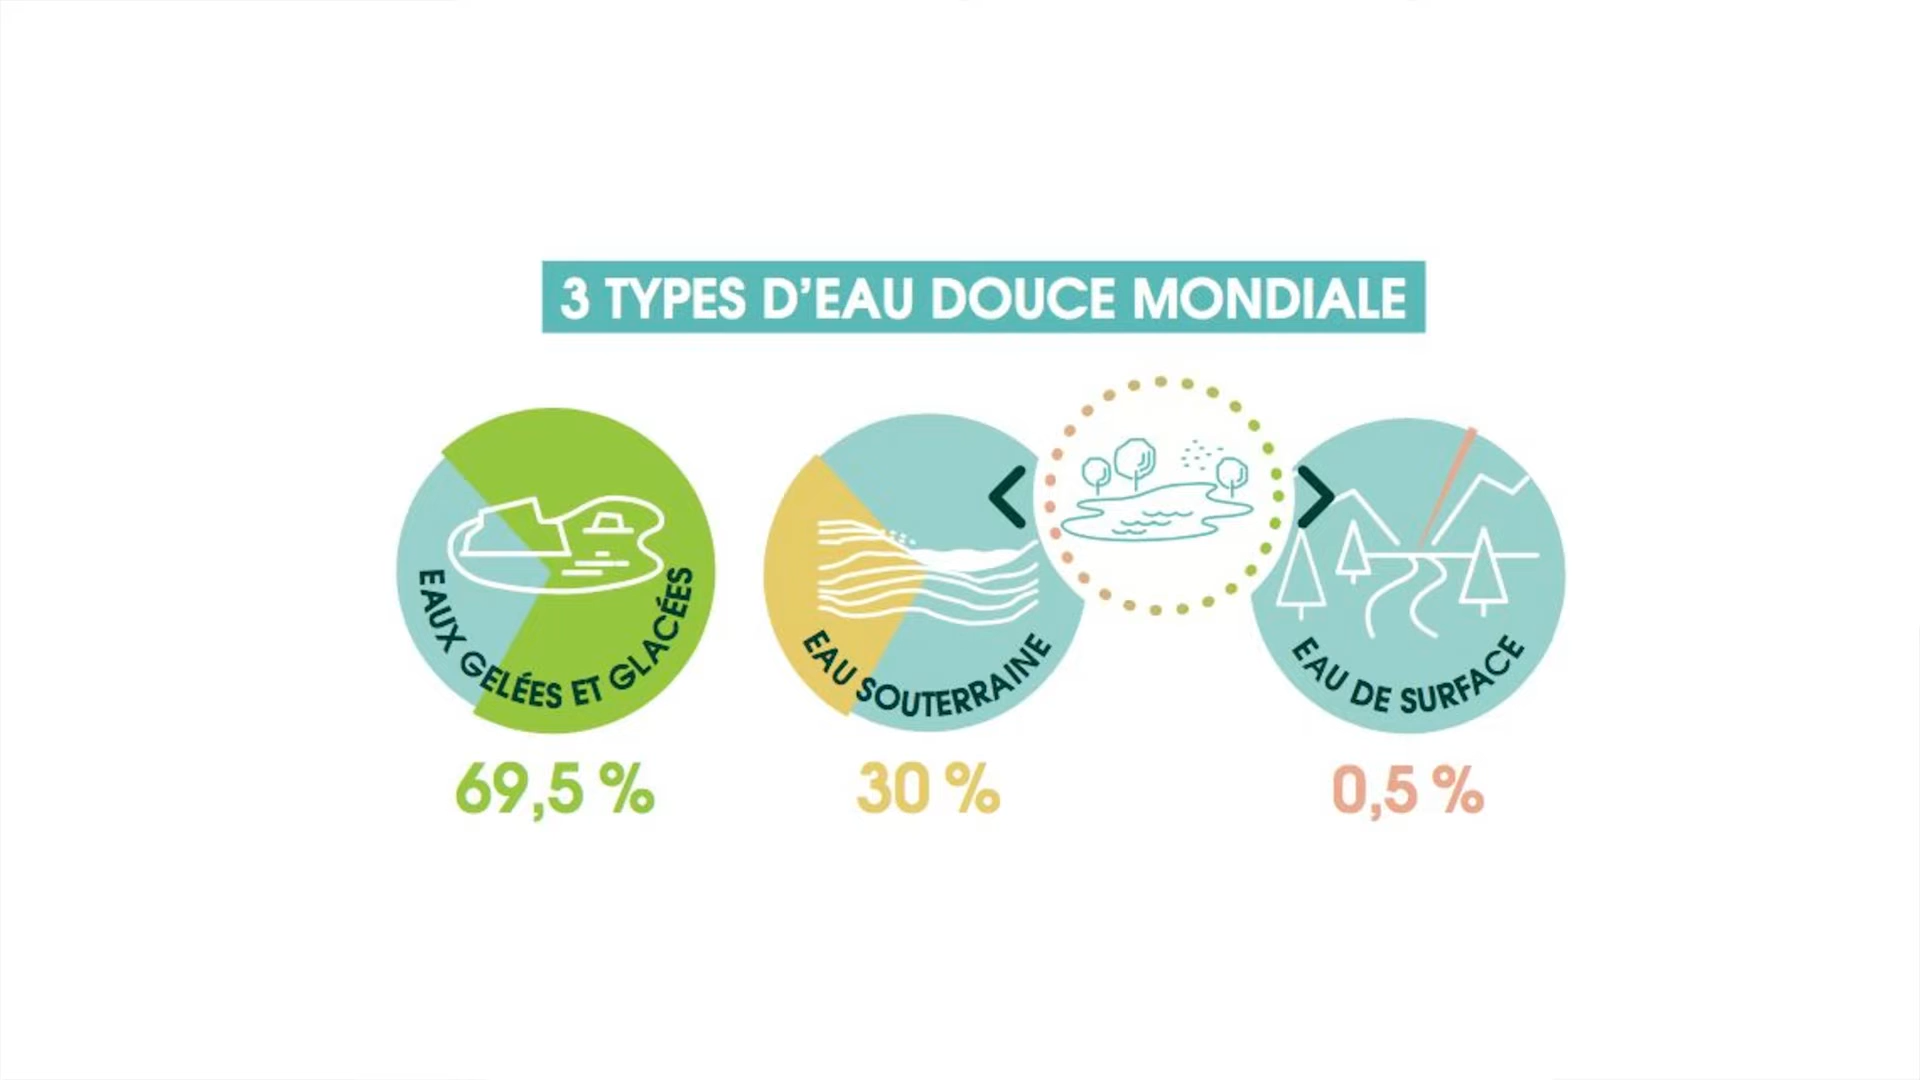 3 TYPES D’EAU DOUCE MONDIALE
EAUX GELÉES ET GLACÉES
69,5 %
EAU SOUTERRAINE
30 %
EAU DE SURFACE
0,5 %